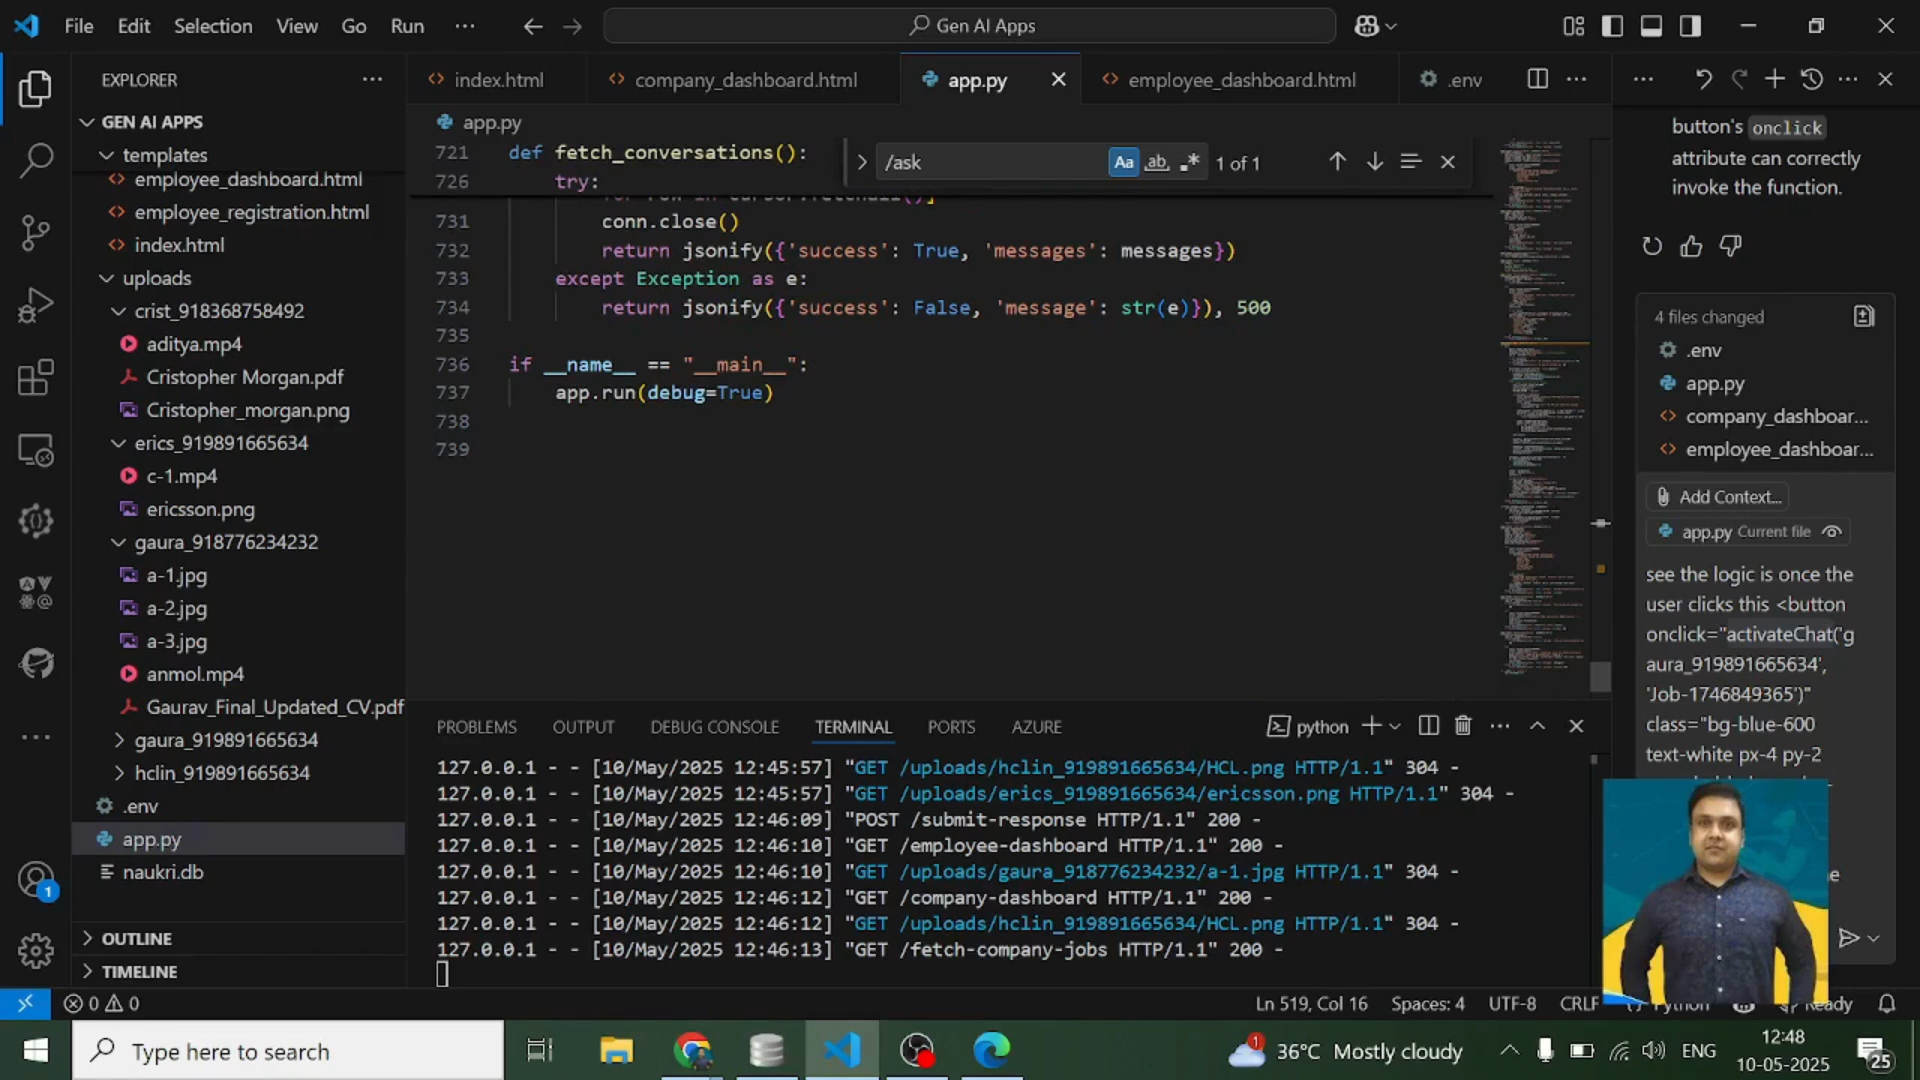 File Edit Selection View Go Run ...
Gen AI Apps
EXPLORER
GEN AI APPS
templates
employee_dashboard.html
employee_registration.html
index.html
uploads
crist_918368758492
aditya.mp4
Cristopher Morgan.pdf
Cristopher_morgan.png
erics_919891665634
c-1.mp4
ericsson.png
gaura_918776234232
a-1.jpg
a-2.jpg
a-3.jpg
anmol.mp4
Gaurav_Final_Updated_CV.pdf
gaura_919891665634
hclin_919891665634
.env
app.py
naukri.db
OUTLINE
TIMELINE
index.html company_dashboard.html app.py employee_dashboard.html .env
app.py
/ask Aa ab .* 1 of 1
721 def fetch_conversations():
726 try:
731 conn.close()
732 return jsonify({'success': True, 'messages': messages})
733 except Exception as e:
734 return jsonify({'success': False, 'message': str(e)}), 500
735
736 if __name__ == "__main__":
737 app.run(debug=True)
738
739
PROBLEMS OUTPUT DEBUG CONSOLE TERMINAL PORTS AZURE python
127.0.0.1 - - [10/May/2025 12:45:57] "GET /uploads/hclin_919891665634/HCL.png HTTP/1.1" 304 -
127.0.0.1 - - [10/May/2025 12:45:57] "GET /uploads/erics_919891665634/ericsson.png HTTP/1.1" 304 -
127.0.0.1 - - [10/May/2025 12:46:09] "POST /submit-response HTTP/1.1" 200 -
127.0.0.1 - - [10/May/2025 12:46:10] "GET /employee-dashboard HTTP/1.1" 200 -
127.0.0.1 - - [10/May/2025 12:46:10] "GET /uploads/gaura_918776234232/a-1.jpg HTTP/1.1" 304 -
127.0.0.1 - - [10/May/2025 12:46:12] "GET /company-dashboard HTTP/1.1" 200 -
127.0.0.1 - - [10/May/2025 12:46:12] "GET /uploads/hclin_919891665634/HCL.png HTTP/1.1" 304 -
127.0.0.1 - - [10/May/2025 12:46:13] "GET /fetch-company-jobs HTTP/1.1" 200 -
button's onclick
attribute can correctly
invoke the function.
4 files changed
.env
app.py
company_dashboar...
employee_dashboar...
Add Context...
app.py Current file
see the logic is once the
user clicks this <button
onclick="activateChat('g
aura_919891665634',
'Job-1746849365')"
class="bg-blue-600
text-white px-4 py-2
1
0 0 Ln 519, Col 16 Spaces: 4 UTF-8 CRLF Python Ready
Type here to search
1 36°C Mostly cloudy ENG 12:48
10-05-2025
25